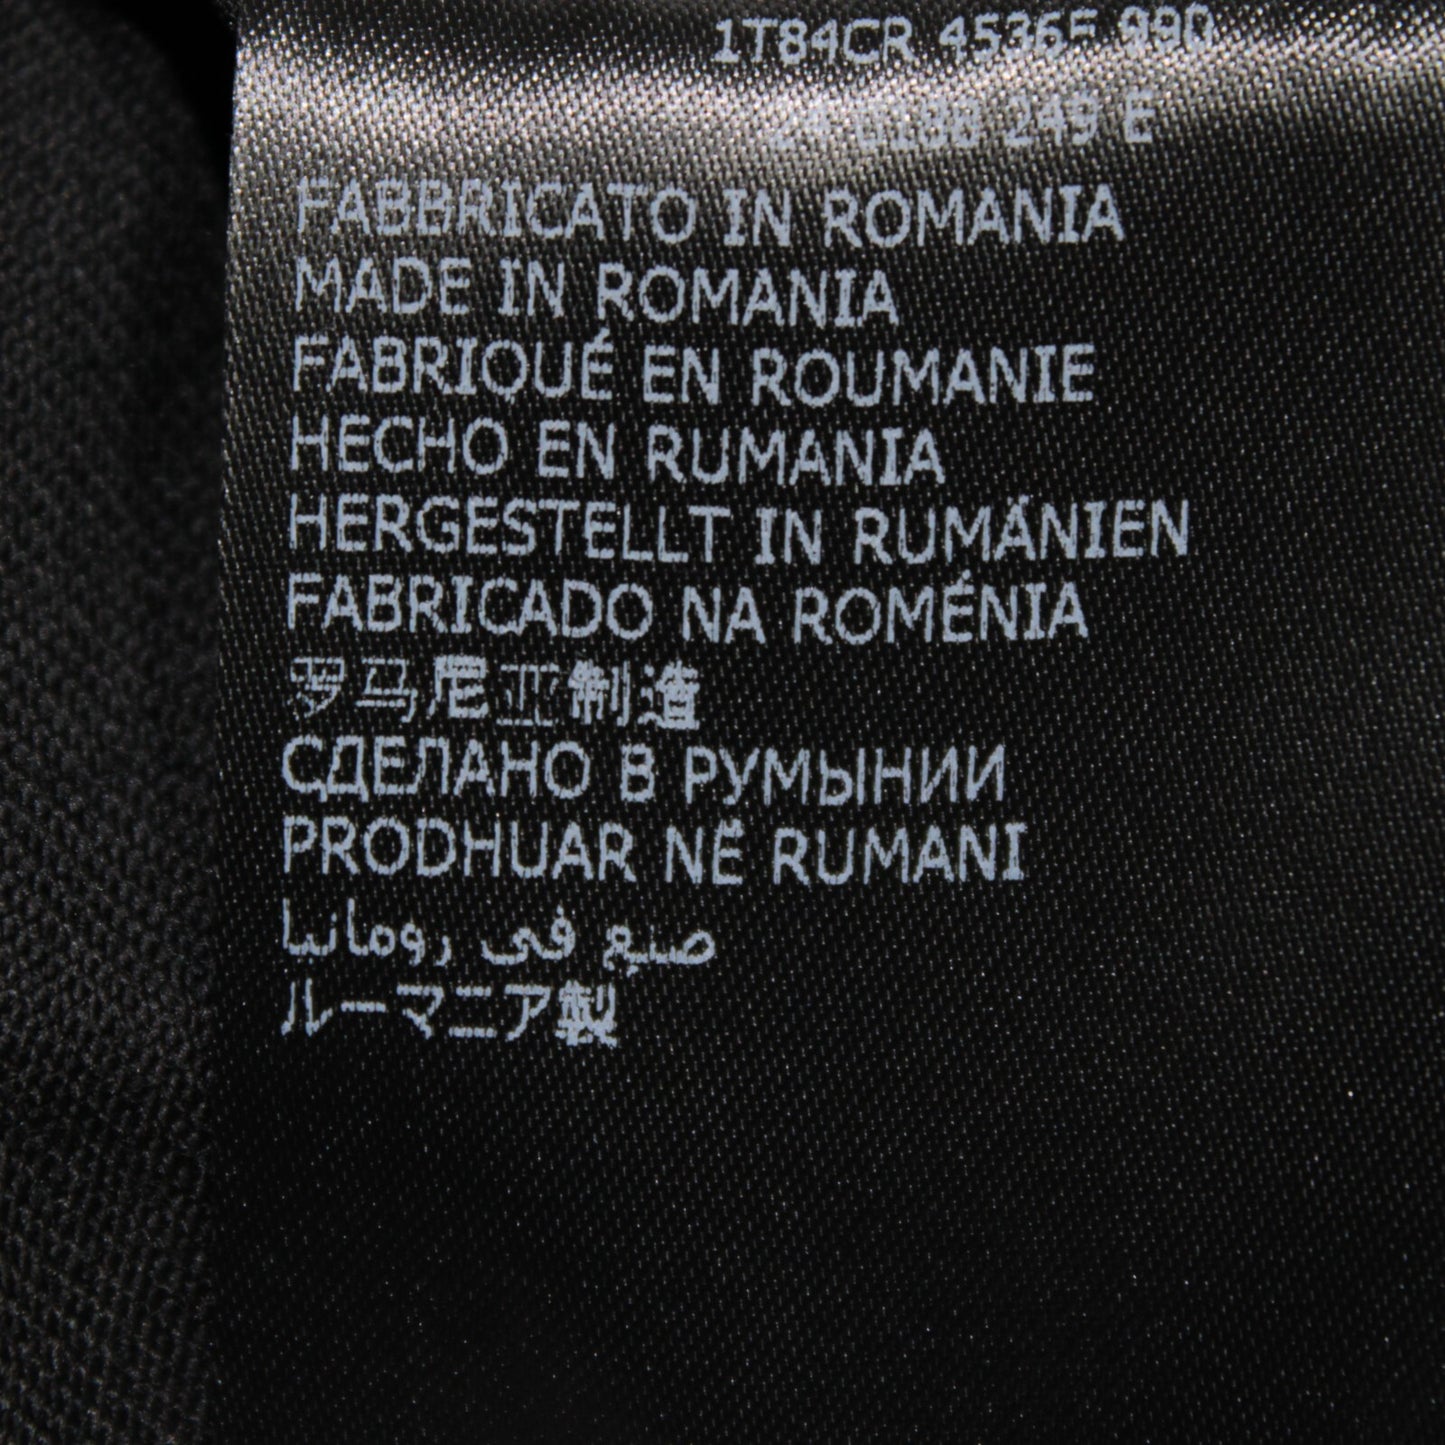 1T84CR 4536F 990
249 E
FABBRICATO IN ROMANIA
MADE IN ROMANIA
FABRIQUÉ EN ROUMANIE
HECHO EN RUMANIA
HERGESTELLT IN RUMÄNIEN
FABRICADO NA ROMÉNIA
罗马尼亚制造
СДЕЛАНО В РУМЫНИИ
PRODHUAR NË RUMANI
صنع في رومانيا
ルーマニア製